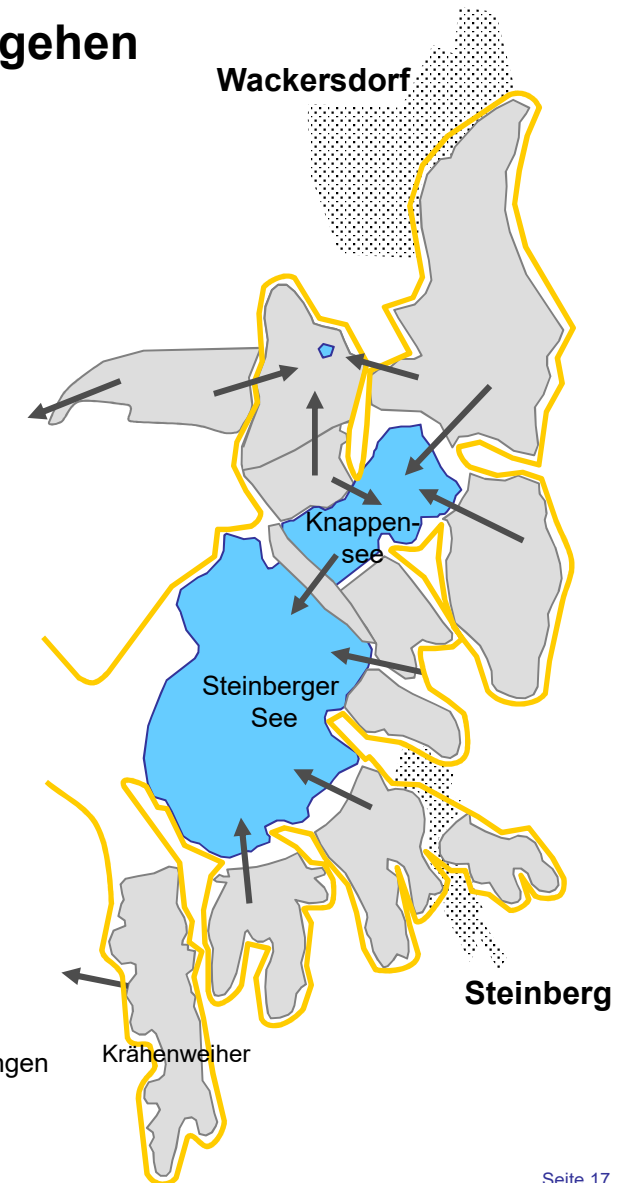 gehen
Wackersdorf
Knappen-
see
Steinberger
See
Steinberg
ngen
Krähenweiher
Seite 17